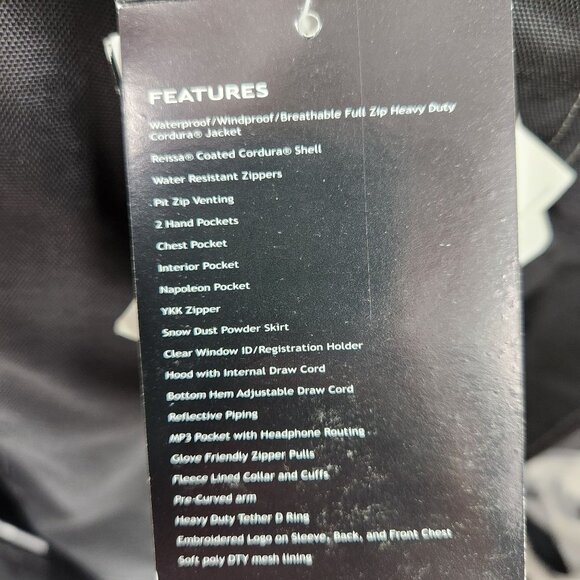 FEATURES
Waterproof/Windproof/Breathable Full Zip Heavy Duty
Cordura® Jacket
Reissa® Coated Cordura® Shell
Water Resistant Zippers
Pit Zip Venting
2 Hand Pockets
Chest Pocket
Interior Pocket
Napoleon Pocket
YKK Zipper
Snow Dust Powder Skirt
Clear Window ID/Registration Holder
Hood with Internal Draw Cord
Bottom Hem Adjustable Draw Cord
Reflective Piping
MP3 Pocket with Headphone Routing
Glove Friendly Zipper Pulls
Fleece Lined Collar and Cuffs
Pre-Curved arm
Heavy Duty Tether D Ring
Embroidered Logo on Sleeve, Back, and Front Chest
Soft poly DTY mesh lining